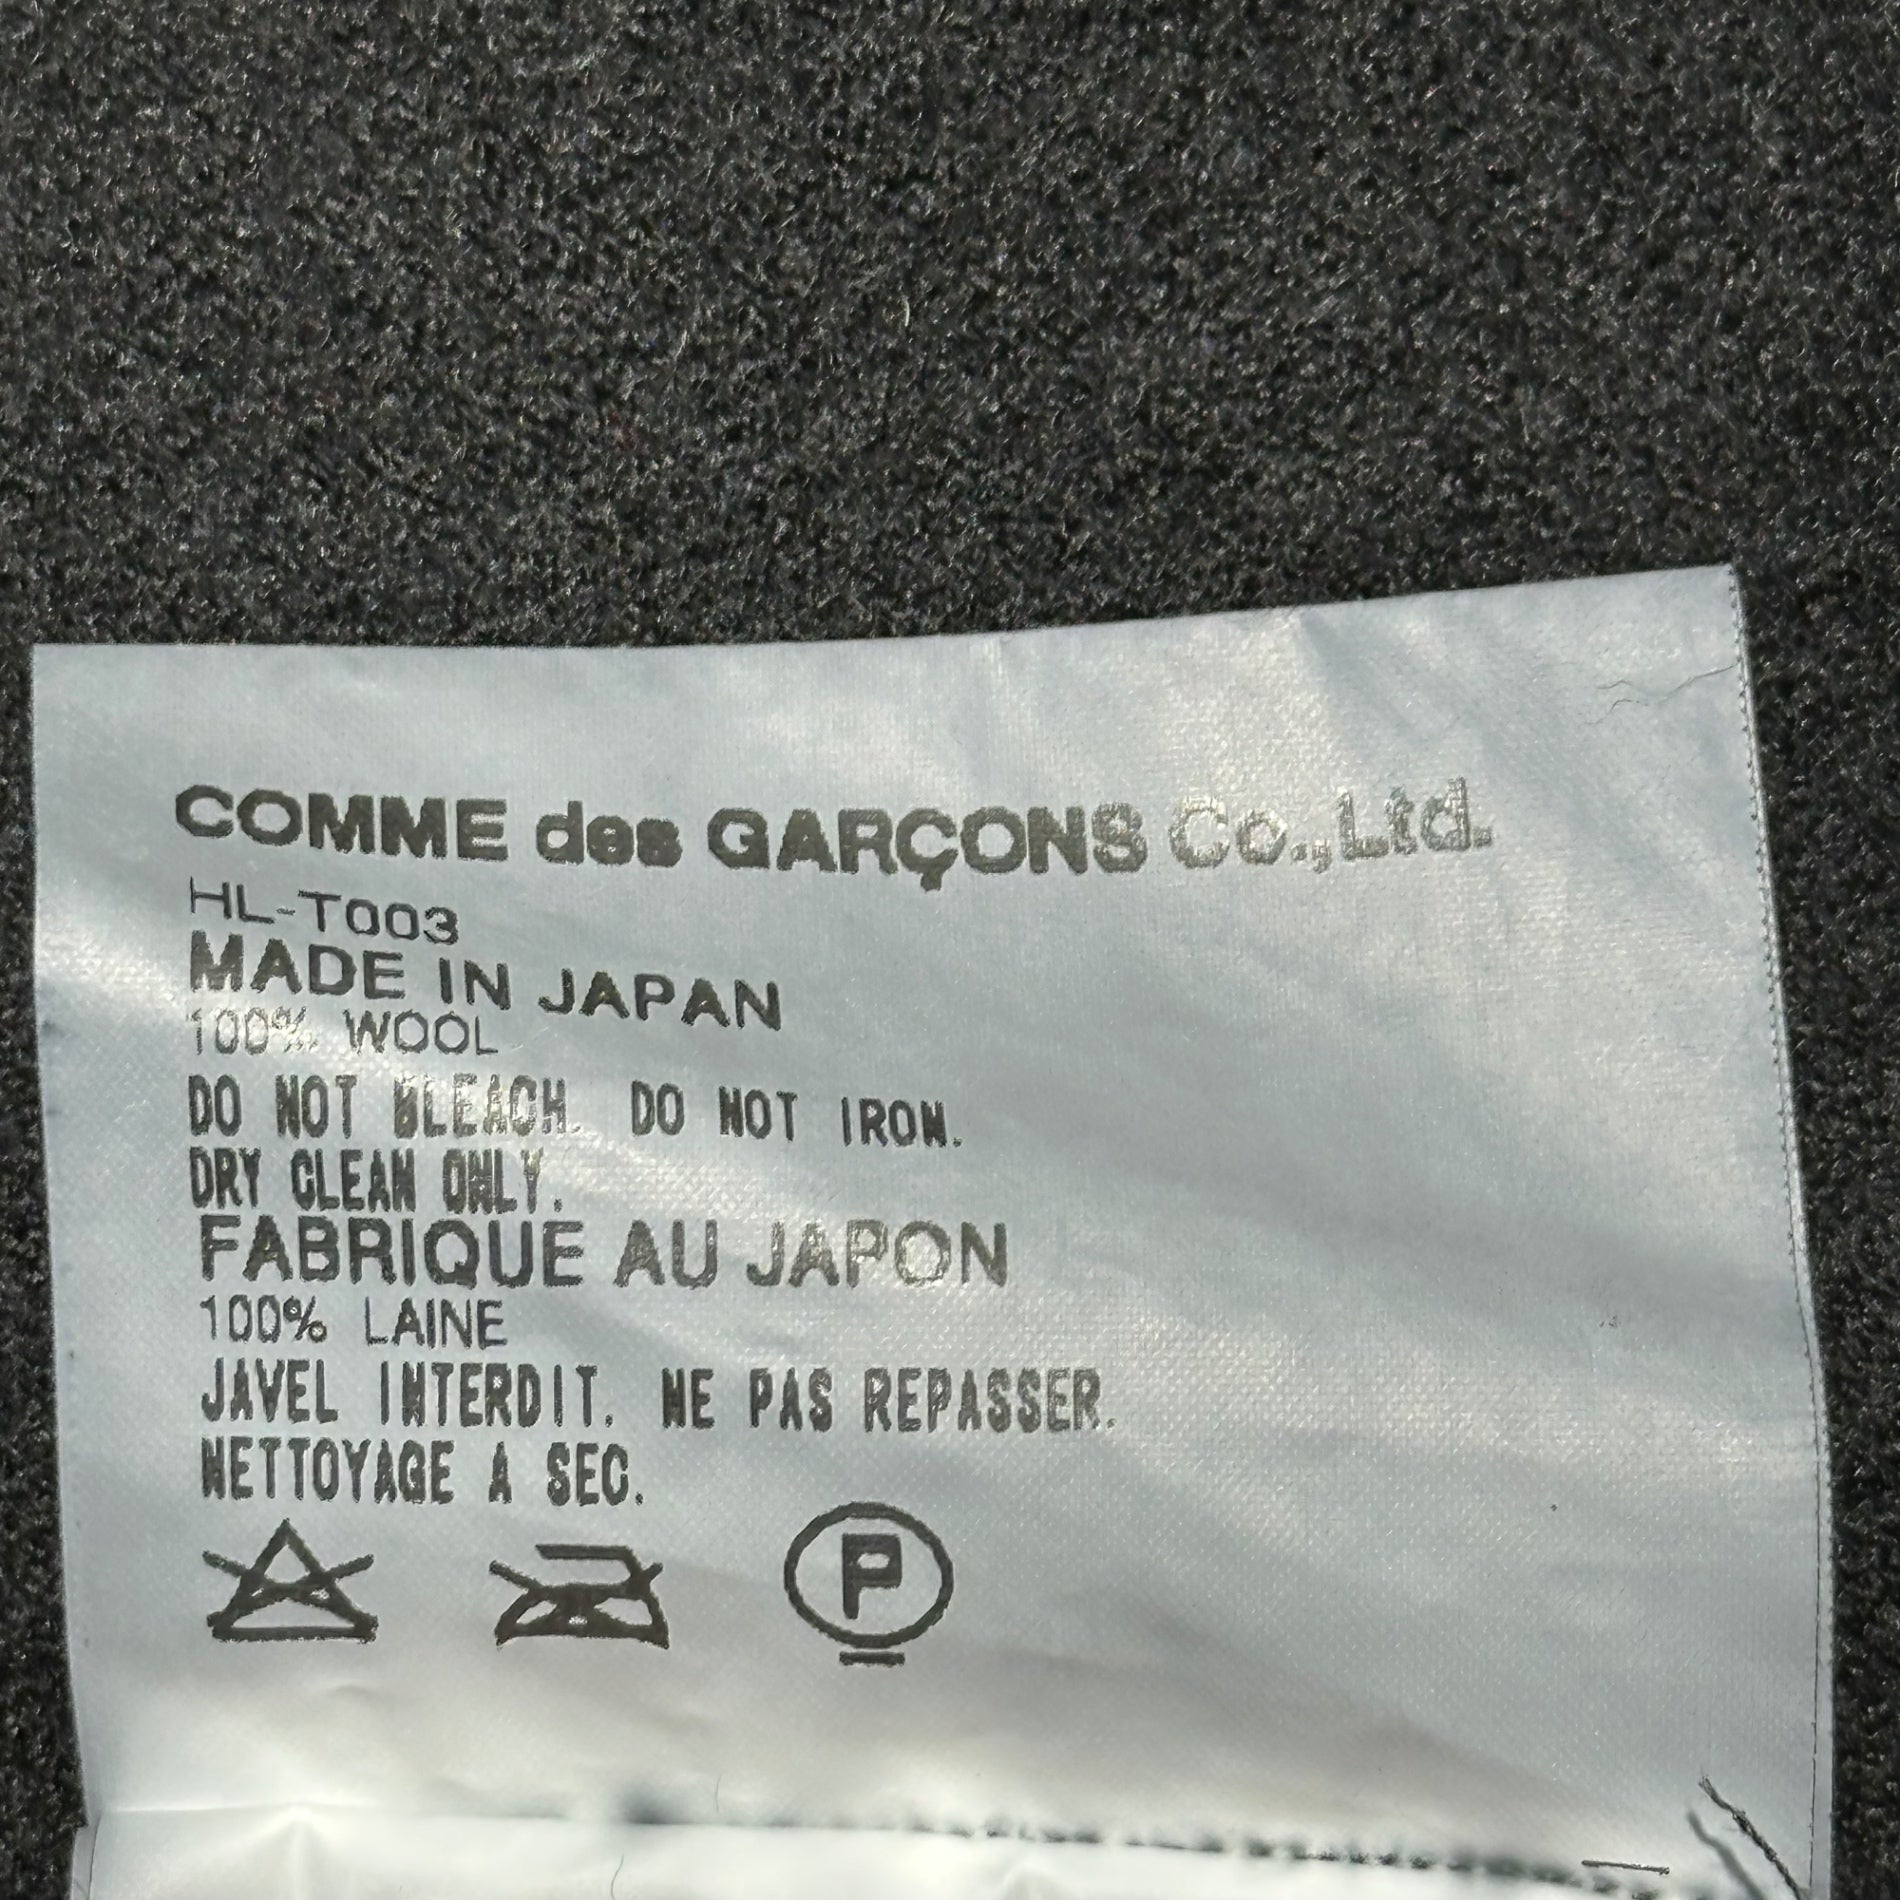 COMME des GARÇONS Co.,Ltd.
HL-T003
MADE IN JAPAN
100% WOOL
DO NOT BLEACH. DO NOT IRON.
DRY CLEAN ONLY.
FABRIQUE AU JAPON
100% LAINE
JAVEL INTERDIT. NE PAS REPASSER.
NETTOYAGE A SEC.
P